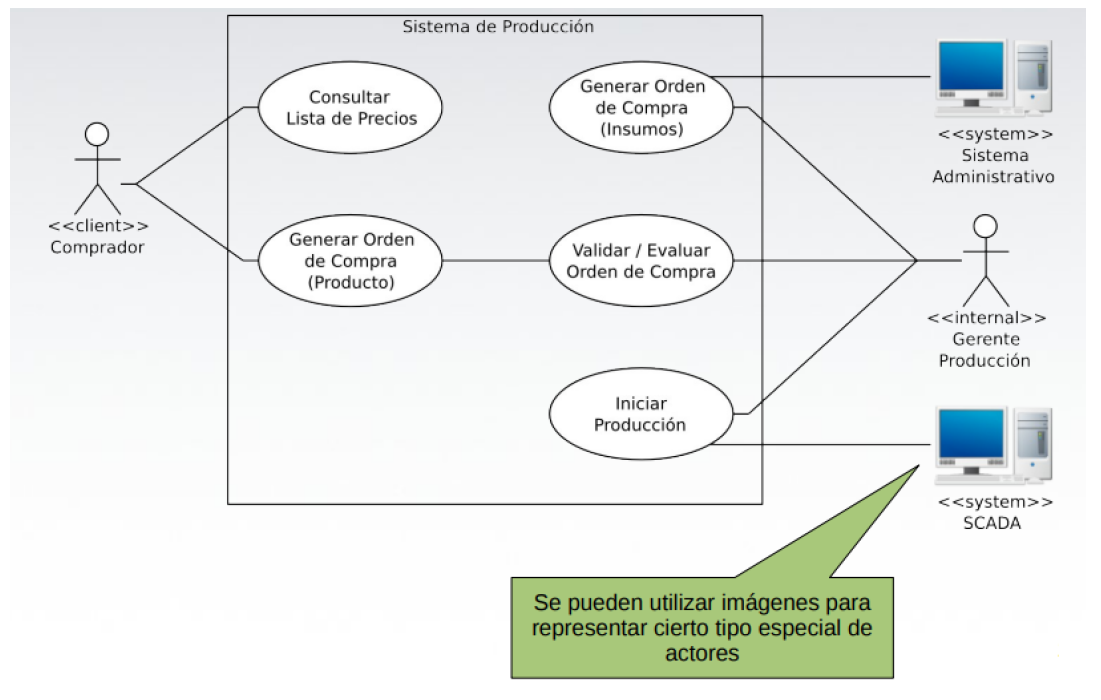 Sistema de Producción
Consultar
Lista de Precios
Generar Orden
de Compra
(Insumos)
<<system>>
Sistema
Administrativo
<<client>>
Comprador
Generar Orden
de Compra
(Producto)
Validar / Evaluar
Orden de Compra
<<internal>>
Gerente
Producción
Iniciar
Producción
<<system>>
SCADA
Se pueden utilizar imágenes para
representar cierto tipo especial de
actores